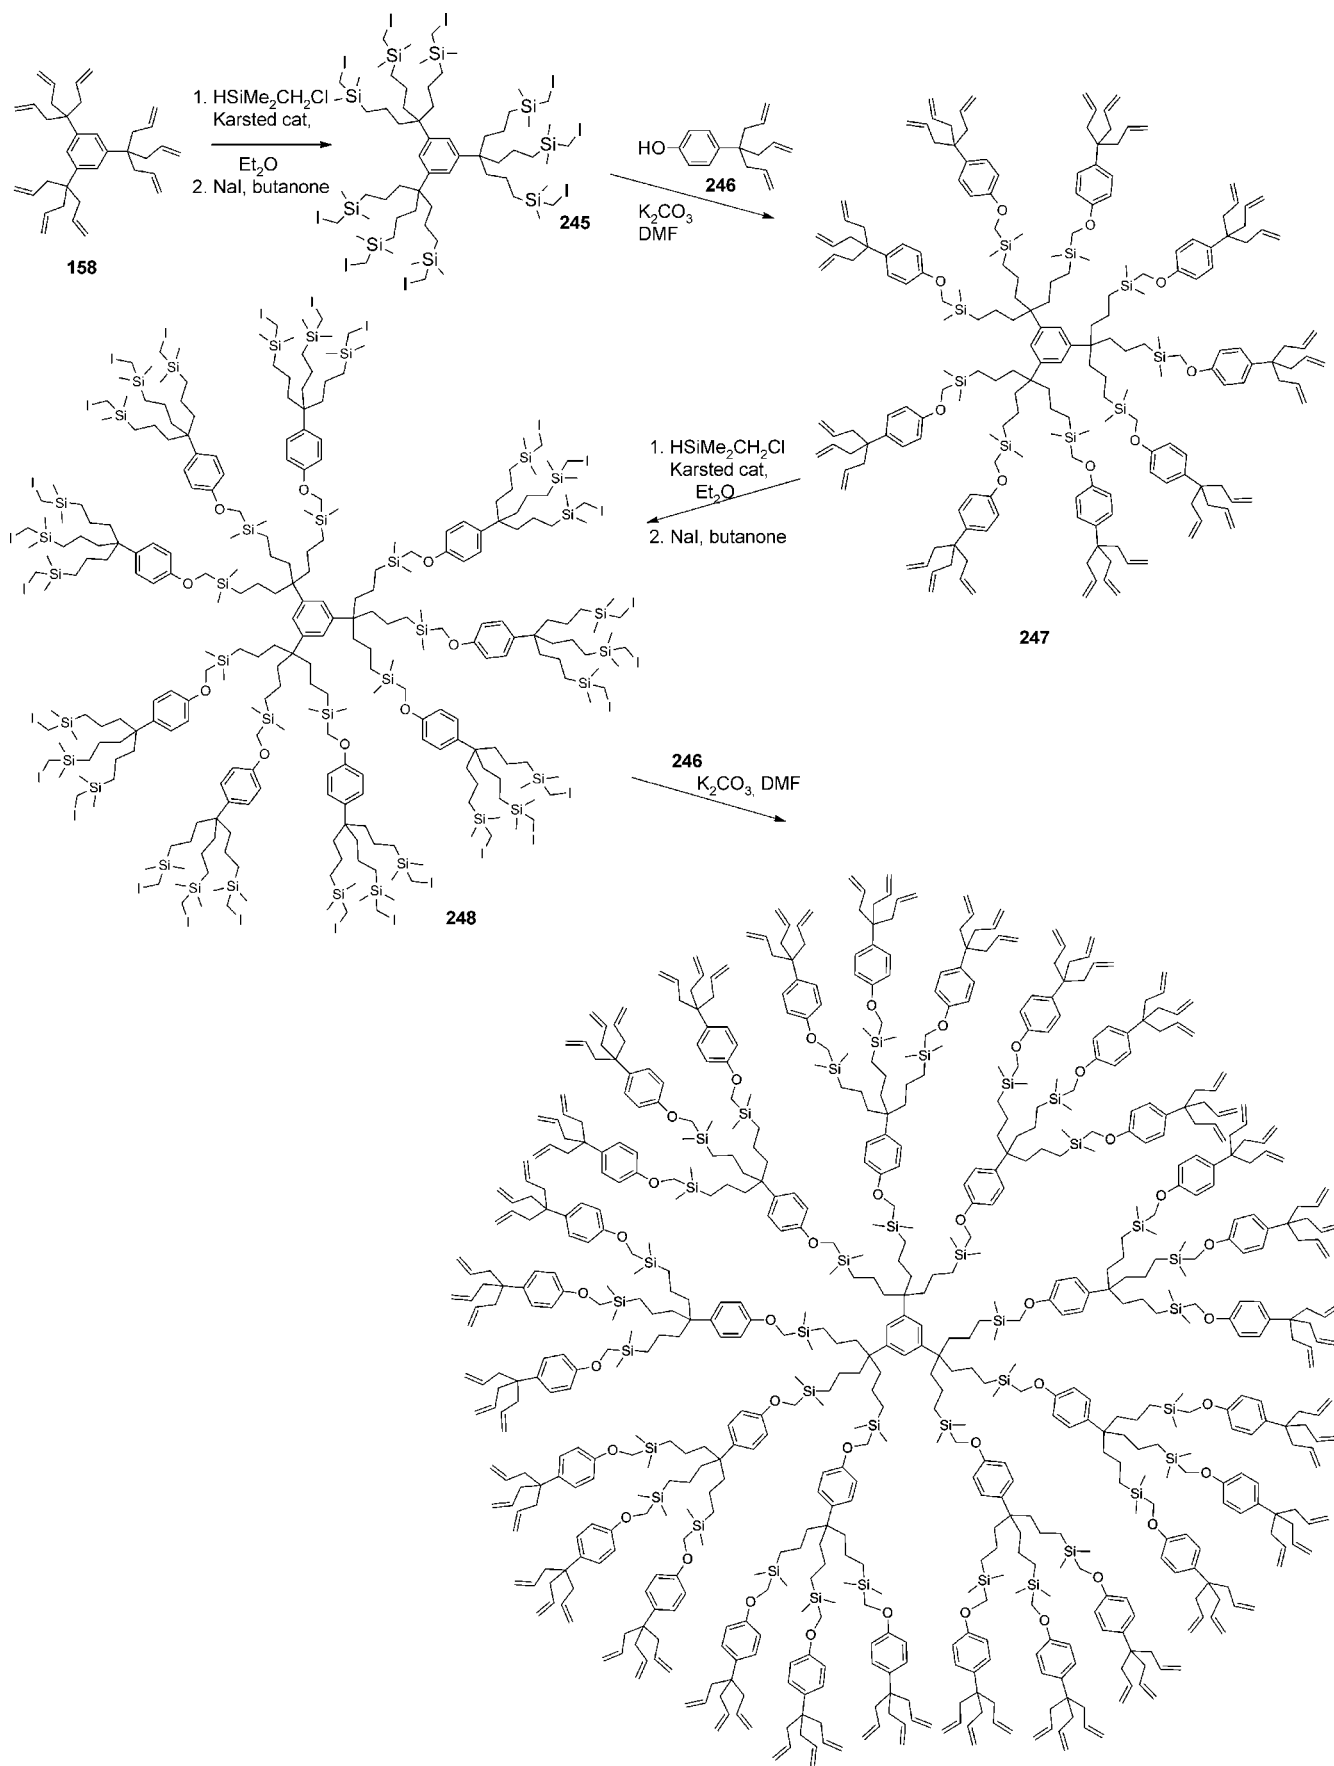 1. HSiMe2CH2Cl
Karsted cat,
Et2O
2. NaI, butanone
158
245
HO
246
K2CO3
DMF
247
1. HSiMe2CH2Cl
Karsted cat,
Et2O
2. NaI, butanone
248
246
K2CO3, DMF